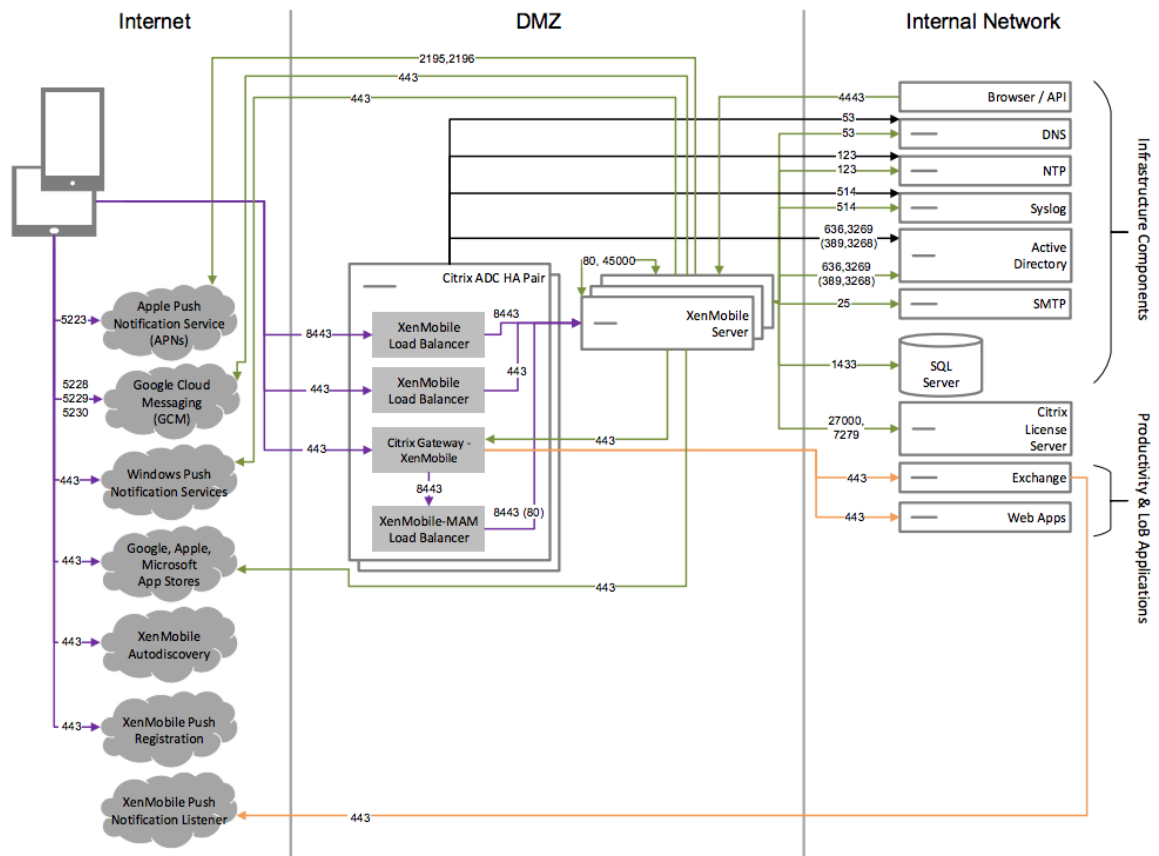 Internet
DMZ
Internal Network
2195,2196
443
443
4443
Browser / API
53
53
DNS
123
123
NTP
514
514
Syslog
636,3269
(389,3268)
636,3269
(389,3268)
Active
Directory
25
SMTP
1433
SQL
Server
27000,
7279
Citrix
License
Server
443
Exchange
443
Web Apps
Infrastructure Components
Productivity & LoB Applications
Citrix ADC HA Pair
80, 45000
XenMobile
Server
8443
XenMobile
Load Balancer
8443
443
XenMobile
Load Balancer
443
443
Citrix Gateway -
XenMobile
443
8443
XenMobile-MAM
Load Balancer
8443 (80)
443
5223
Apple Push
Notification Service
(APNs)
5228
5229
5230
Google Cloud
Messaging
(GCM)
443
Windows Push
Notification Services
443
Google, Apple,
Microsoft
App Stores
443
XenMobile
Autodiscovery
443
XenMobile Push
Registration
XenMobile Push
Notification Listener
443